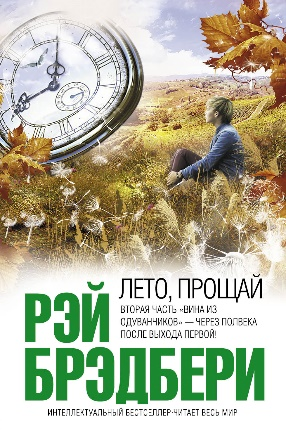 ЛЕТО, ПРОЩАЙ
ВТОРАЯ ЧАСТЬ «ВИНА ИЗ
ОДУВАНЧИКОВ» — ЧЕРЕЗ ПОЛВЕКА
ПОСЛЕ ВЫХОДА ПЕРВОЙ!
РЭЙ
БРЭДБЕРИ
ИНТЕЛЛЕКТУАЛЬНЫЙ БЕСТСЕЛЛЕР-ЧИТАЕТ ВЕСЬ МИР